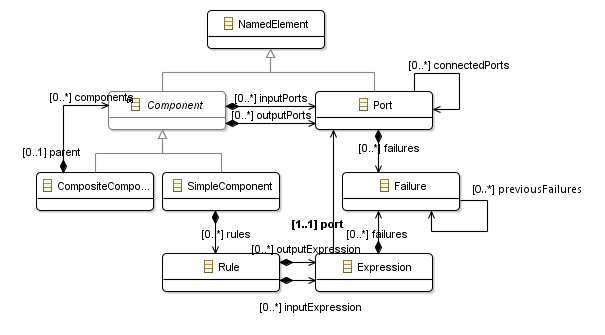 NamedElement
[0..*] connectedPorts
[0..*] components
Component
[0..*] inputPorts
Port
[0..*] outputPorts
[0..1] parent
[0..*] failures
CompositeCompo...
SimpleComponent
Failure
[0..*] previousFailures
[1..1] port
[0..*] rules
[0..*] failures
[0..*] outputExpression
Rule
Expression
[0..*] inputExpression